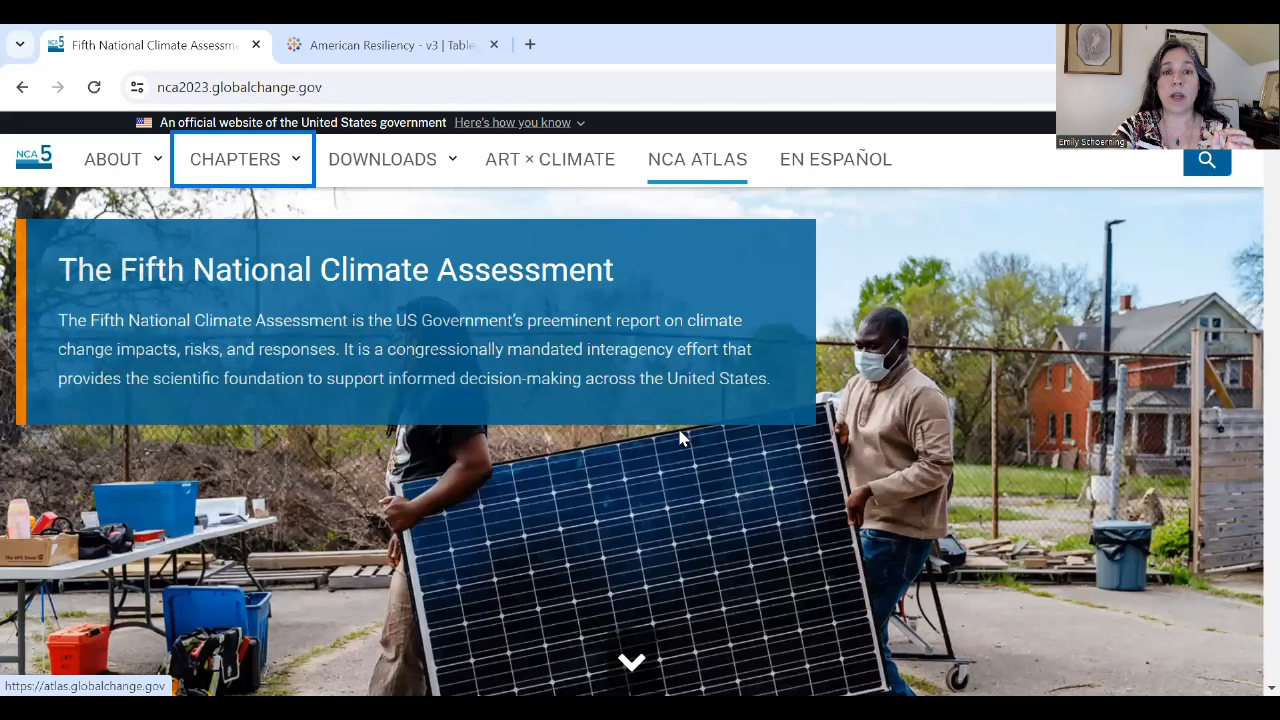 Fifth National Climate Assessm
American Resiliency - v3 | Table
nca2023.globalchange.gov
An official website of the United States government Here's how you know
Emily Schoerning
NCA 5
ABOUT
CHAPTERS
DOWNLOADS
ART × CLIMATE
NCA ATLAS
EN ESPAÑOL
The Fifth National Climate Assessment
The Fifth National Climate Assessment is the US Government's preeminent report on climate
change impacts, risks, and responses. It is a congressionally mandated interagency effort that
provides the scientific foundation to support informed decision-making across the United States.
https://atlas.globalchange.gov